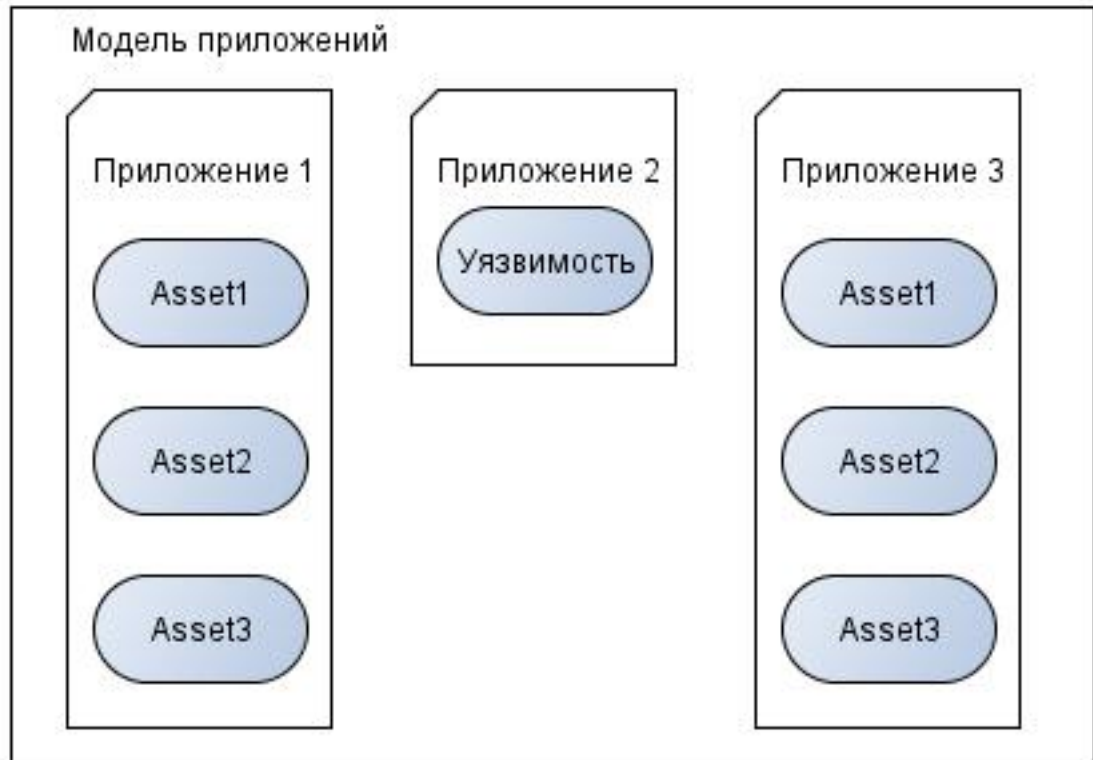 Модель приложений
Приложение 1
Asset1
Asset2
Asset3
Приложение 2
Уязвимость
Приложение 3
Asset1
Asset2
Asset3